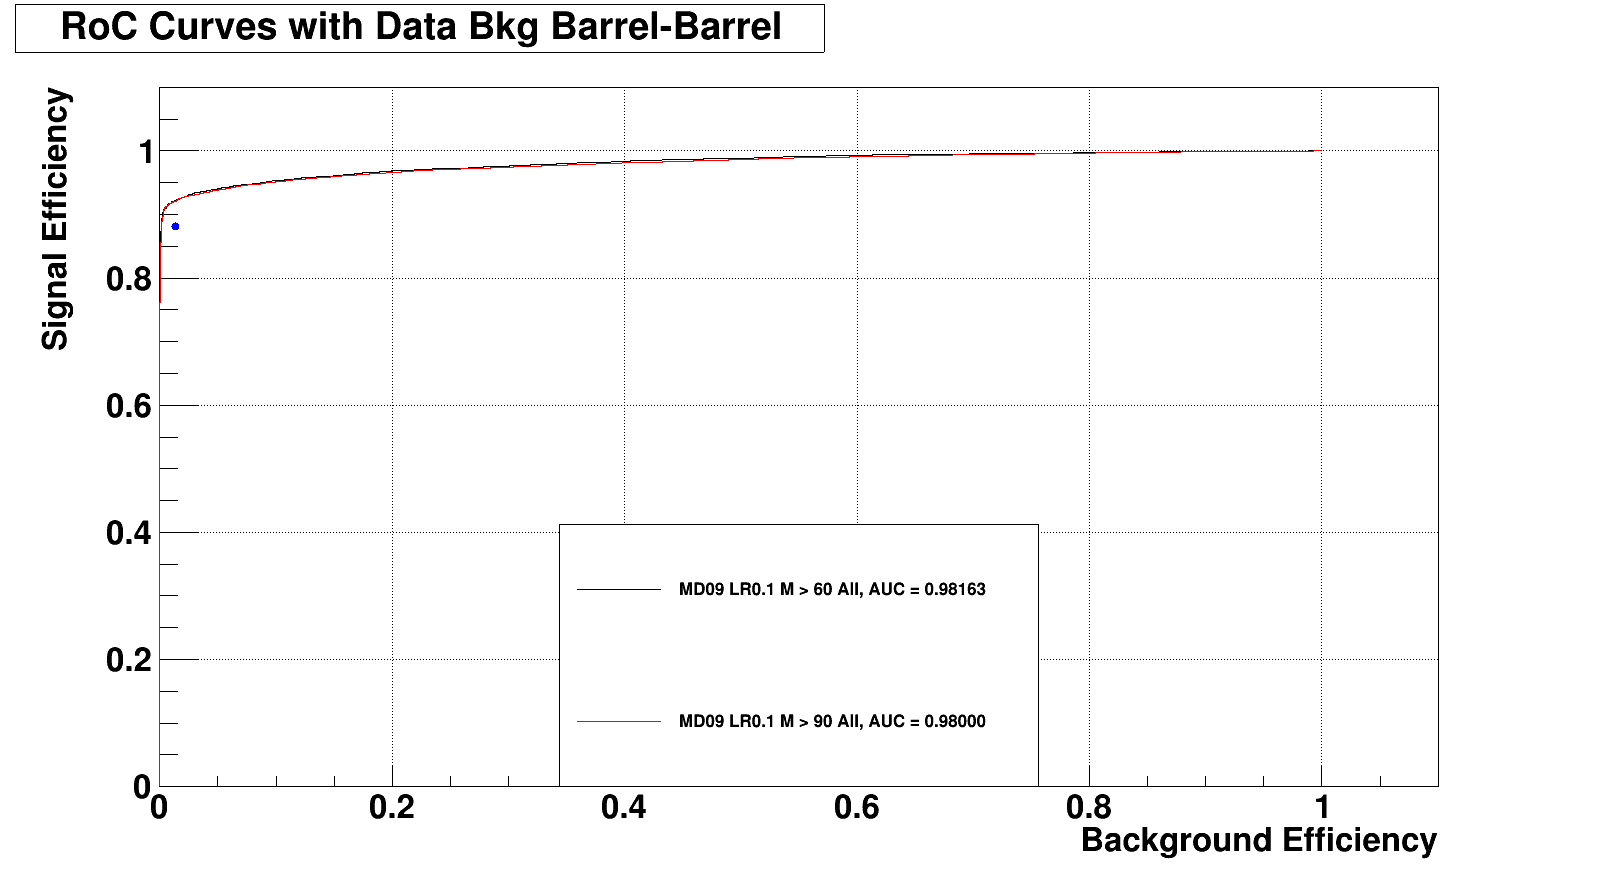 RoC Curves with Data Bkg Barrel-Barrel
Signal Efficiency
1
0.8
0.6
0.4
0.2
0
MD09 LR0.1 M > 60 All, AUC = 0.98163
MD09 LR0.1 M > 90 All, AUC = 0.98000
0 0.2 0.4 0.6 0.8 1
Background Efficiency